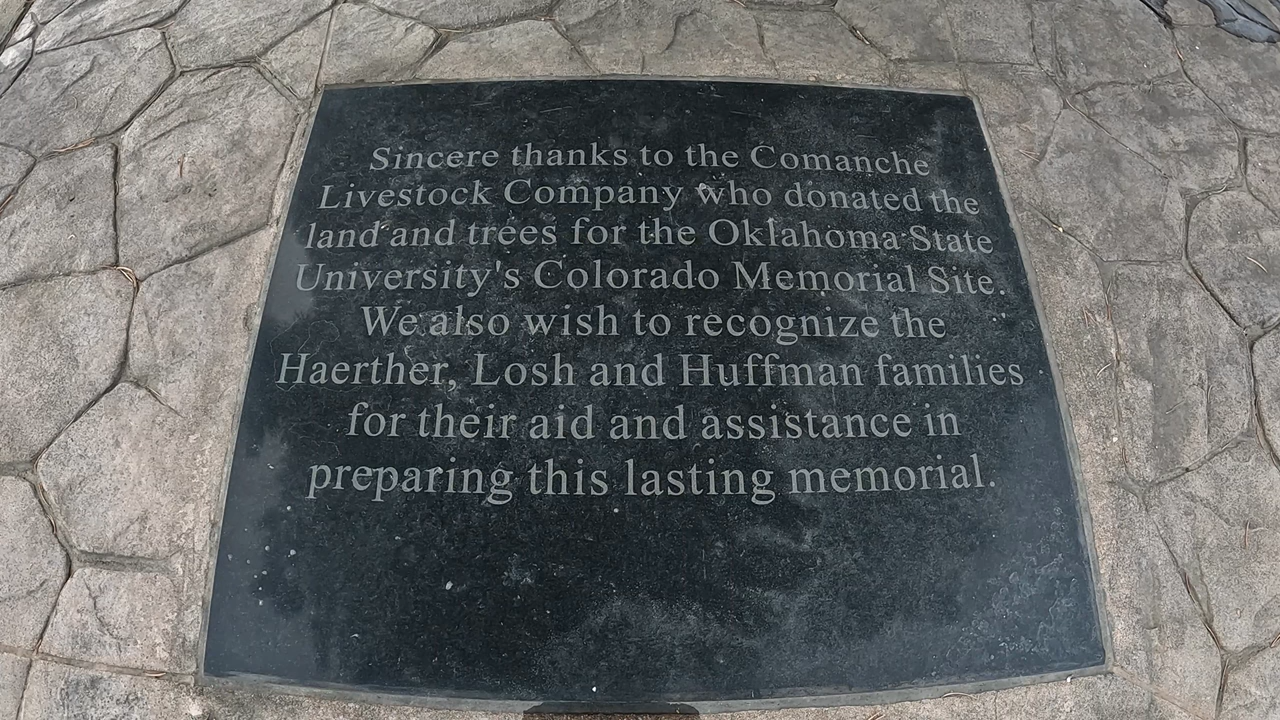 Sincere thanks to the Comanche
Livestock Company who donated the
land and trees for the Oklahoma State
University's Colorado Memorial Site.
We also wish to recognize the
Haerther, Losh and Huffman families
for their aid and assistance in
preparing this lasting memorial.